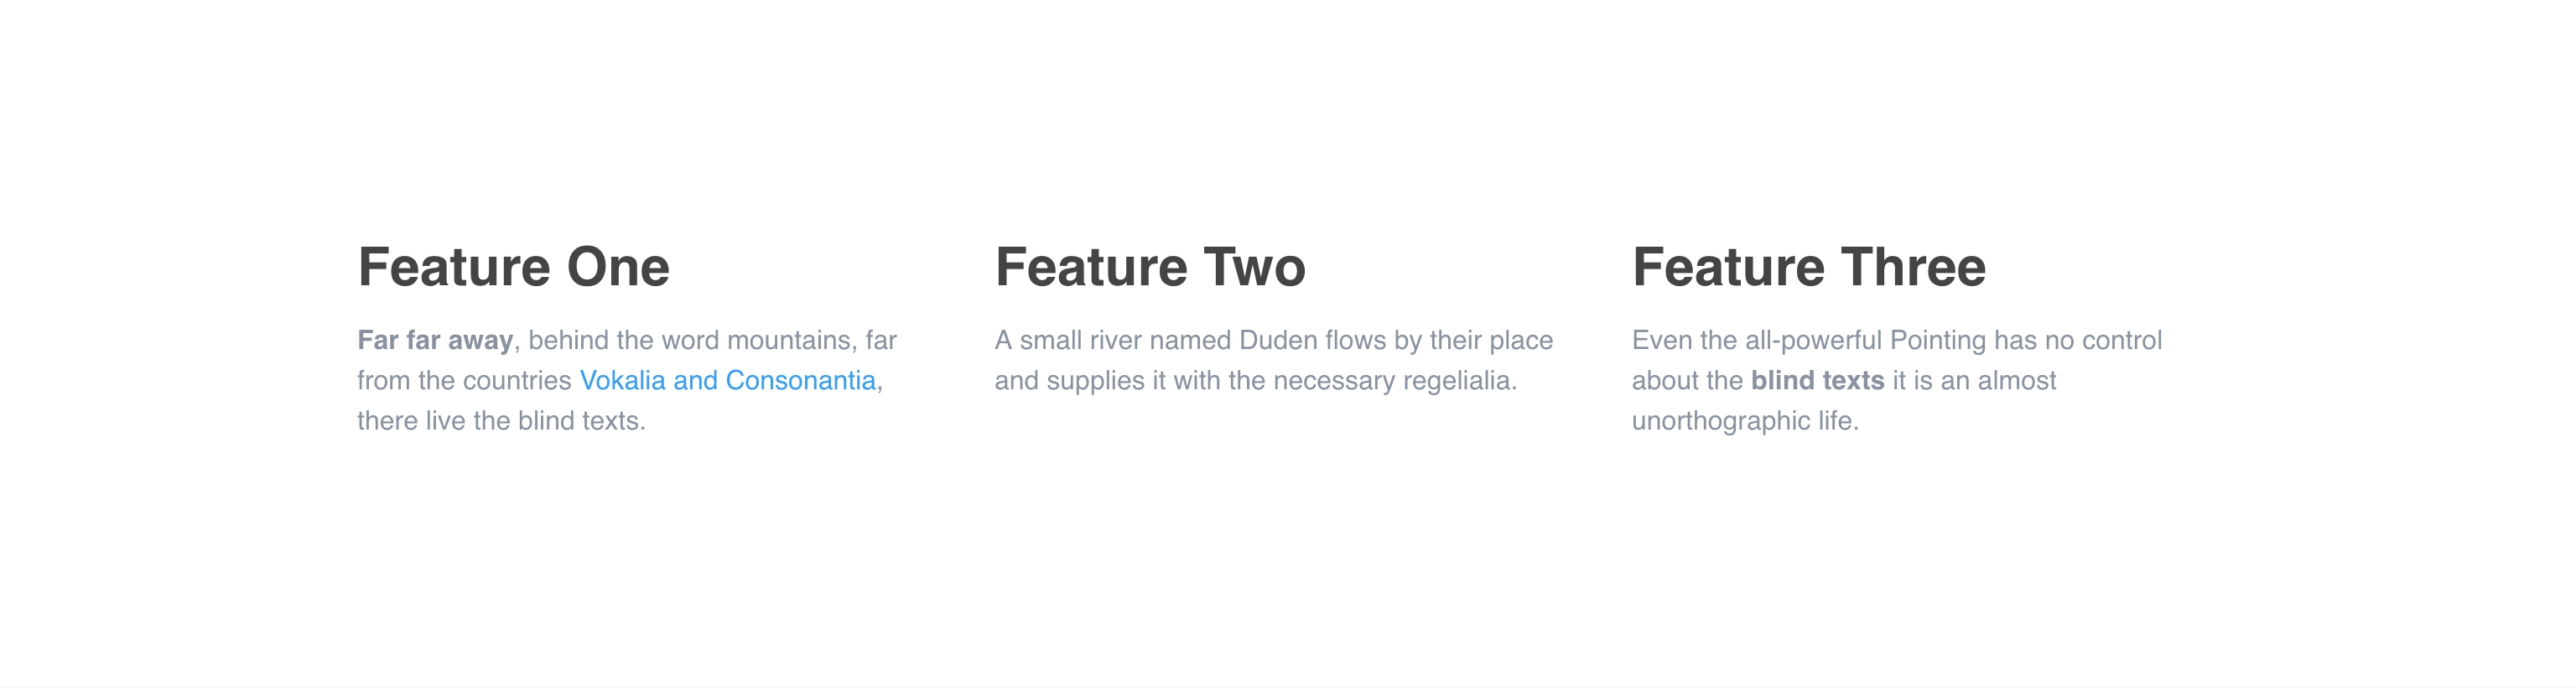 Feature One
Far far away, behind the word mountains, far
from the countries Vokalia and Consonantia,
there live the blind texts.
Feature Two
A small river named Duden flows by their place
and supplies it with the necessary regelialia.
Feature Three
Even the all-powerful Pointing has no control
about the blind texts it is an almost
unorthographic life.